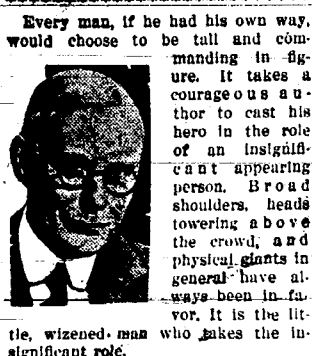 Every man, if he had his own way,
would choose to be tall and com-
manding in fig-
ure. It takes a
courageous au-
thor to cast his
hero in the role
of an insignifi-
cant appearing
person. Broad
shoulders, heads
towering above
the crowd, and
physical giants in
general have al-
ways been in fa-
vor. It is the lit-
tle, wizened man who takes the in-
significant role.